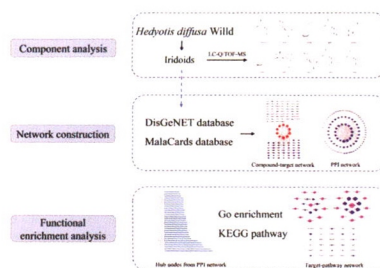 Component analysis
Hedyotis diffusa Willd
Iridoids
LC-Q/TOF-MS
Network construction
DisGeNET database
MalaCards database
Compound-target network
PPI network
Functional
enrichment analysis
Go enrichment
KEGG pathway
Hub nodes from PPI network
Target-pathway network